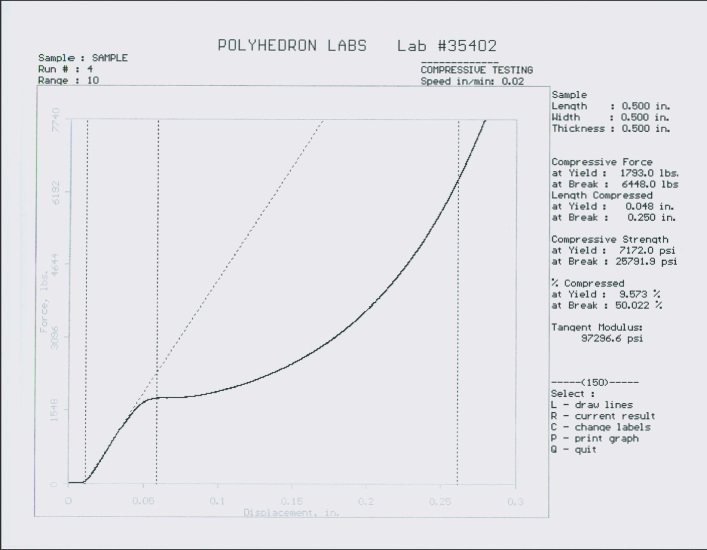 POLYHEDRON LABS Lab #35402
Sample : SAMPLE
Run # : 4
Range : 10
COMPRESSIVE TESTING
Speed in/min: 0.02
Sample
Length : 0.500 in.
Width : 0.500 in.
Thickness : 0.500 in.
Compressive Force
at Yield : 1793.0 lbs.
at Break : 6448.0 lbs
Length Compressed
at Yield : 0.048 in.
at Break : 0.250 in.
Compressive Strength
at Yield : 7172.0 psi
at Break : 25791.9 psi
% Compressed
at Yield : 9.573 %
at Break : 50.022 %
Tangent Modulus:
97296.6 psi
-----(150)-----
Select :
L - draw lines
R - current result
C - change labels
P - print graph
Q - quit
Force, lbs.
7740
6192
4644
3096
1548
0
0 0.05 0.1 0.15 0.2 0.25 0.3
Displacement, in.